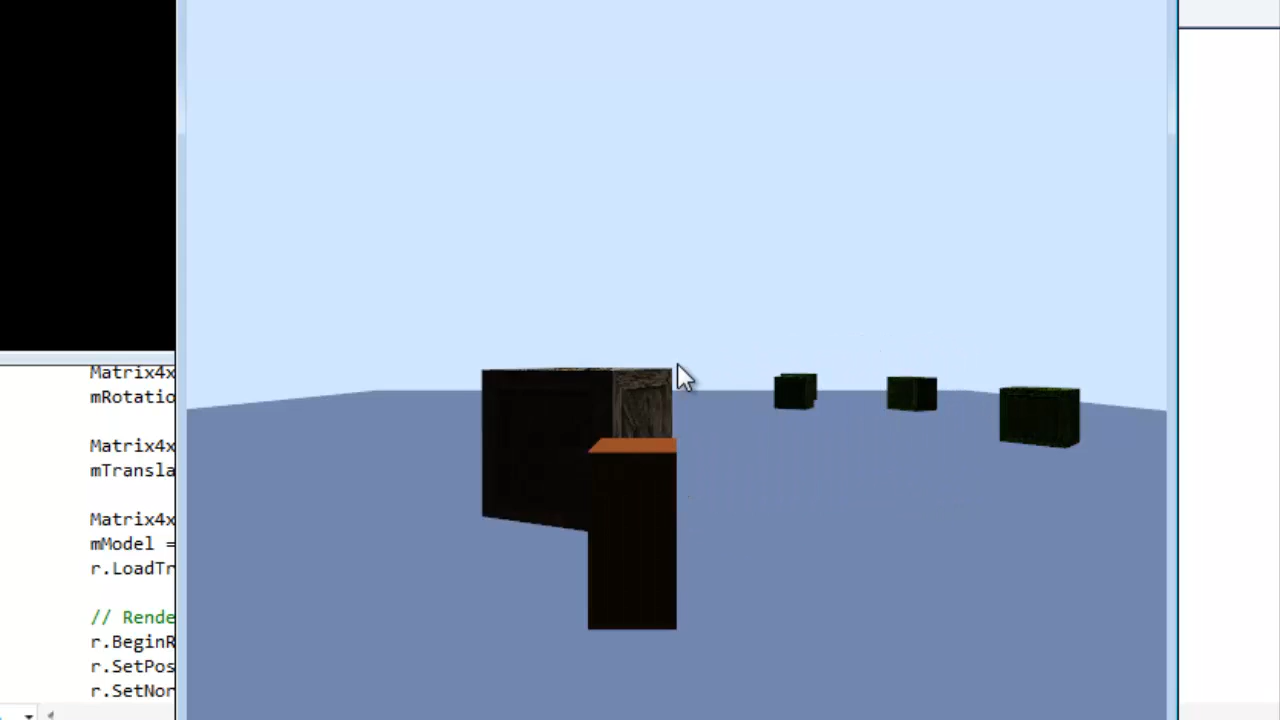 Matrix4x
mRotatio
Matrix4x
mTransla
Matrix4x
mModel =
r.LoadTr
// Rende
r.BeginR
r.SetPos
r.SetNor